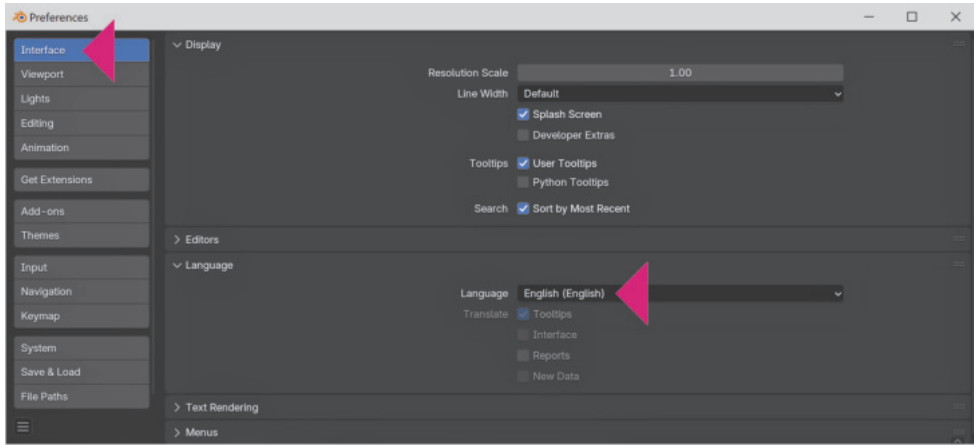 Preferences
Interface
Viewport
Lights
Editing
Animation
Get Extensions
Add-ons
Themes
Input
Navigation
Keymap
System
Save & Load
File Paths
Display
Resolution Scale 1.00
Line Width Default
Splash Screen
Developer Extras
Tooltips User Tooltips
Python Tooltips
Search Sort by Most Recent
Editors
Language
Language English (English)
Translate Tooltips
Interface
Reports
New Data
Text Rendering
Menus